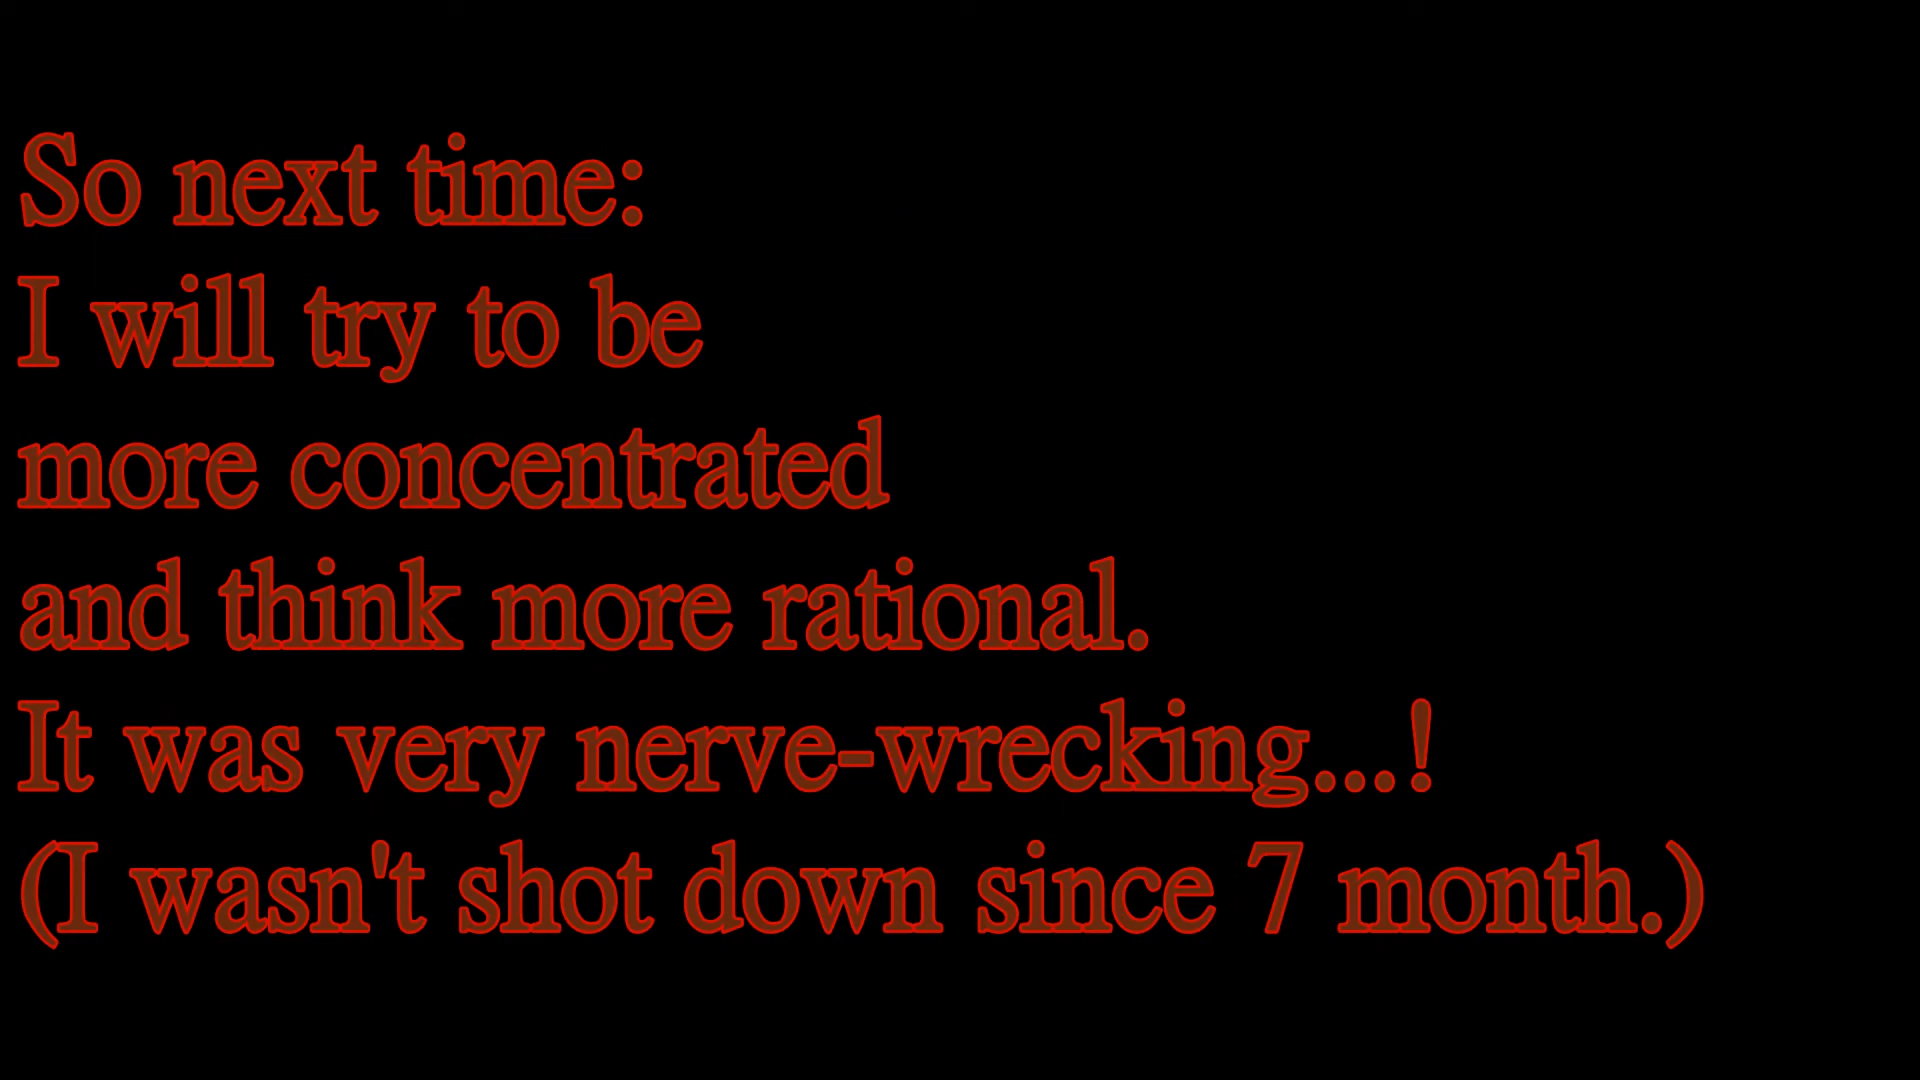 So next time:
I will try to be
more concentrated
and think more rational.
It was very nerve-wrecking...!
(I wasn't shot down since 7 month.)